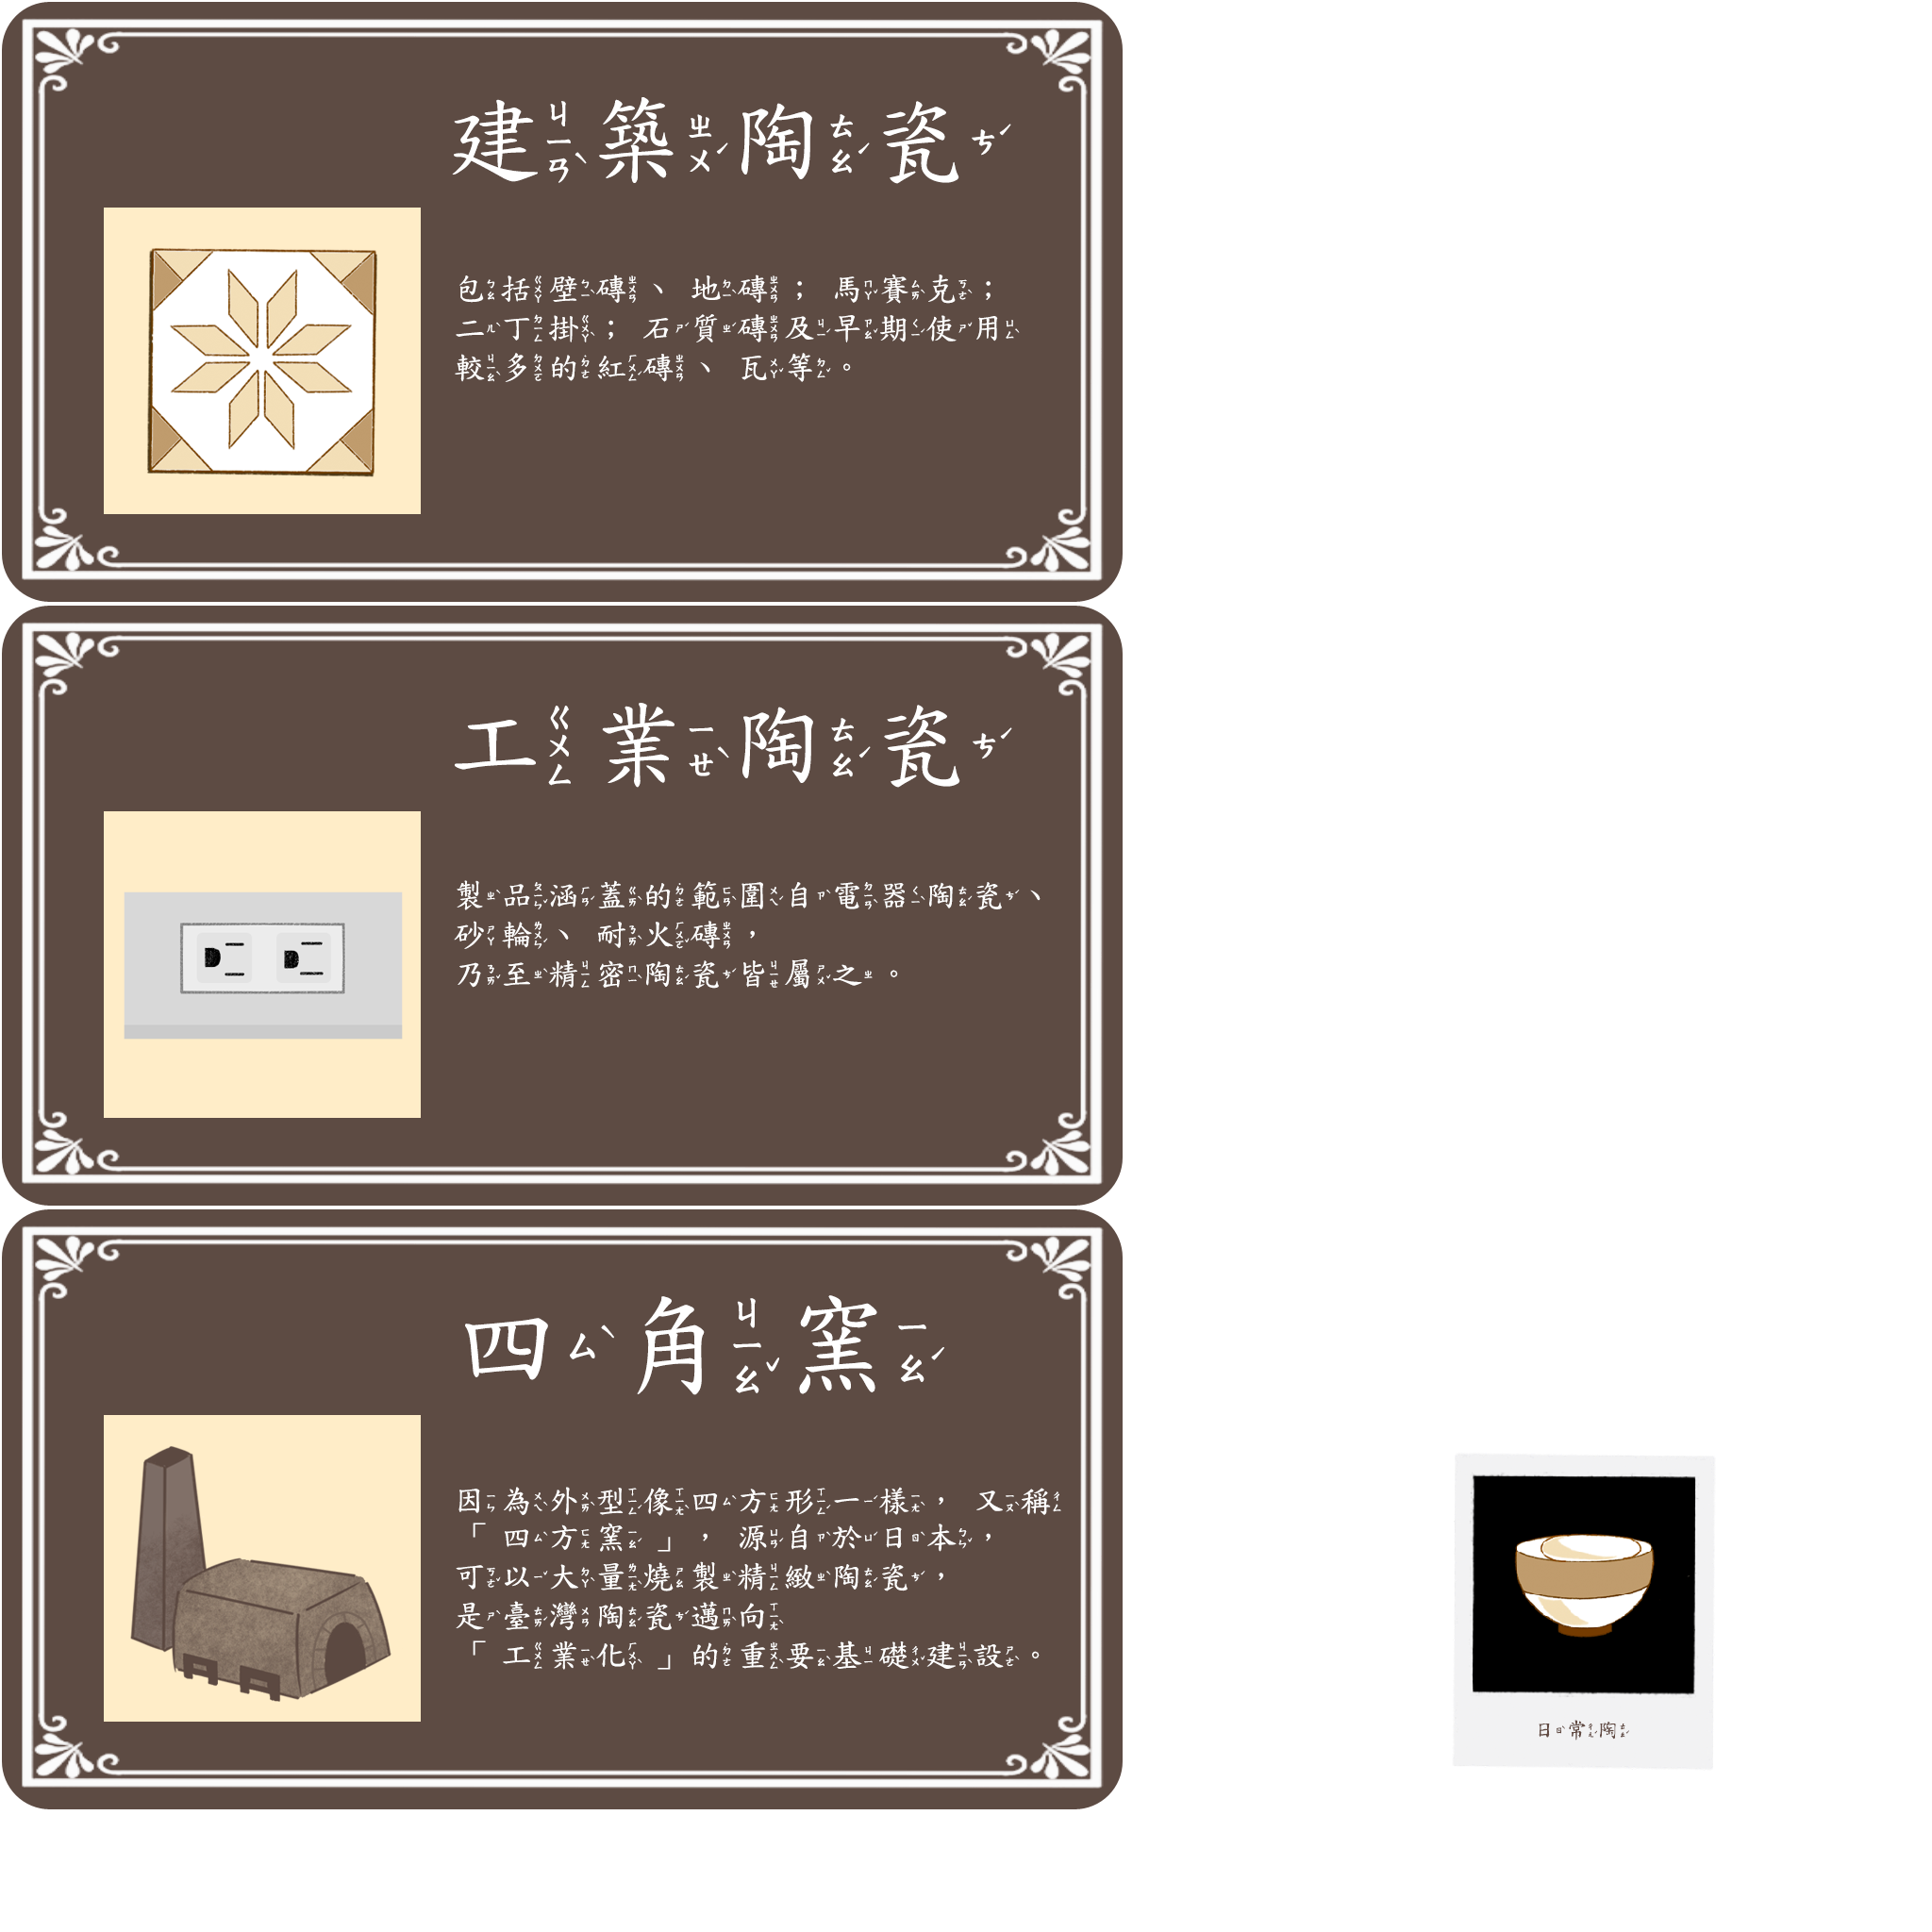 建築陶瓷
包括壁磚、地磚；馬賽克；
二丁掛；石質磚及早期使用
較多的紅磚、瓦等。
工業陶瓷
製品涵蓋的範圍自電器陶瓷、
砂輪、耐火磚，
乃至精密陶瓷皆屬之。
四角窯
因為外型像四方形一樣，又稱
「四方窯」，源自於日本，
可以大量燒製精緻陶瓷，
是臺灣陶瓷邁向
「工業化」的重要基礎建設。
日常陶